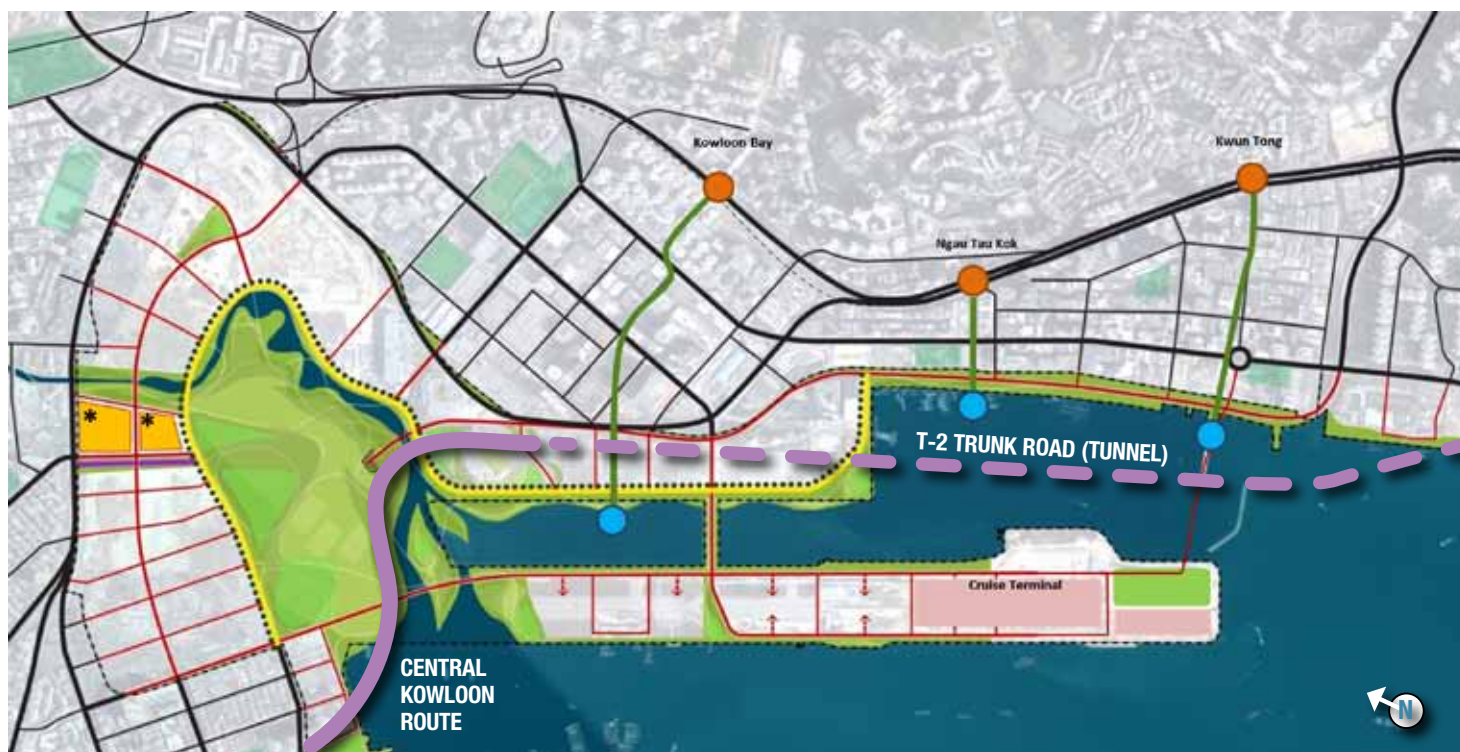 Kowloon Bay
Kwun Tong
Ngau Tau Kok
*
*
T-2 TRUNK ROAD (TUNNEL)
Cruise Terminal
CENTRAL
KOWLOON
ROUTE
N